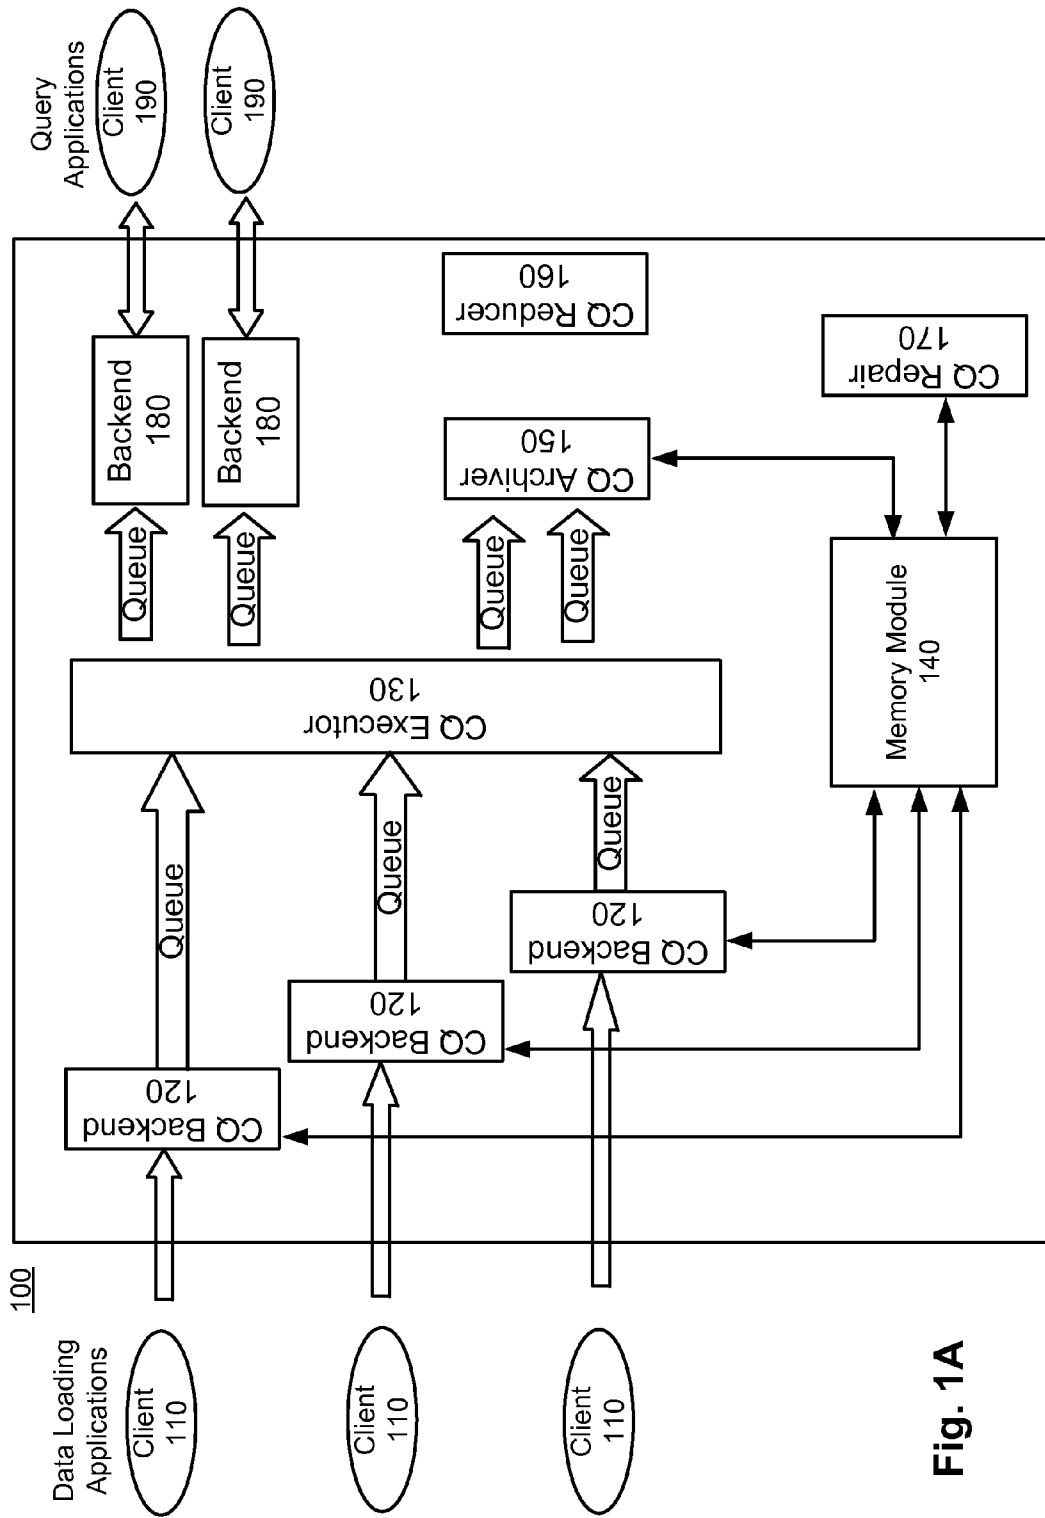 100
Data Loading
Applications
Client
110
Client
110
Client
110
CQ Backend
120
CQ Backend
120
CQ Backend
120
Queue
Queue
Queue
CQ Executor
130
Memory Module
140
Queue
Queue
Queue
Queue
Backend
180
Backend
180
CQ Archiver
150
CQ Reducer
160
CQ Repair
170
Query
Applications
Client
190
Client
190
Fig. 1A